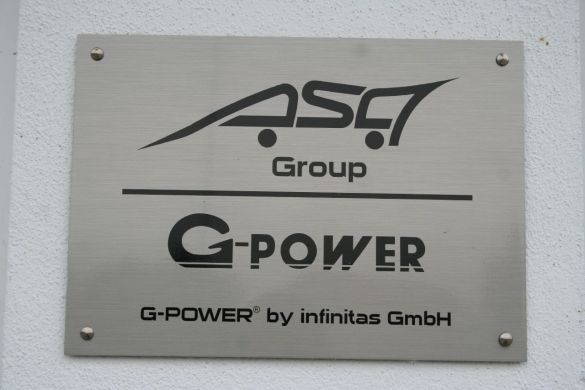 ASA
Group
G-POWER
G-POWER® by infinitas GmbH